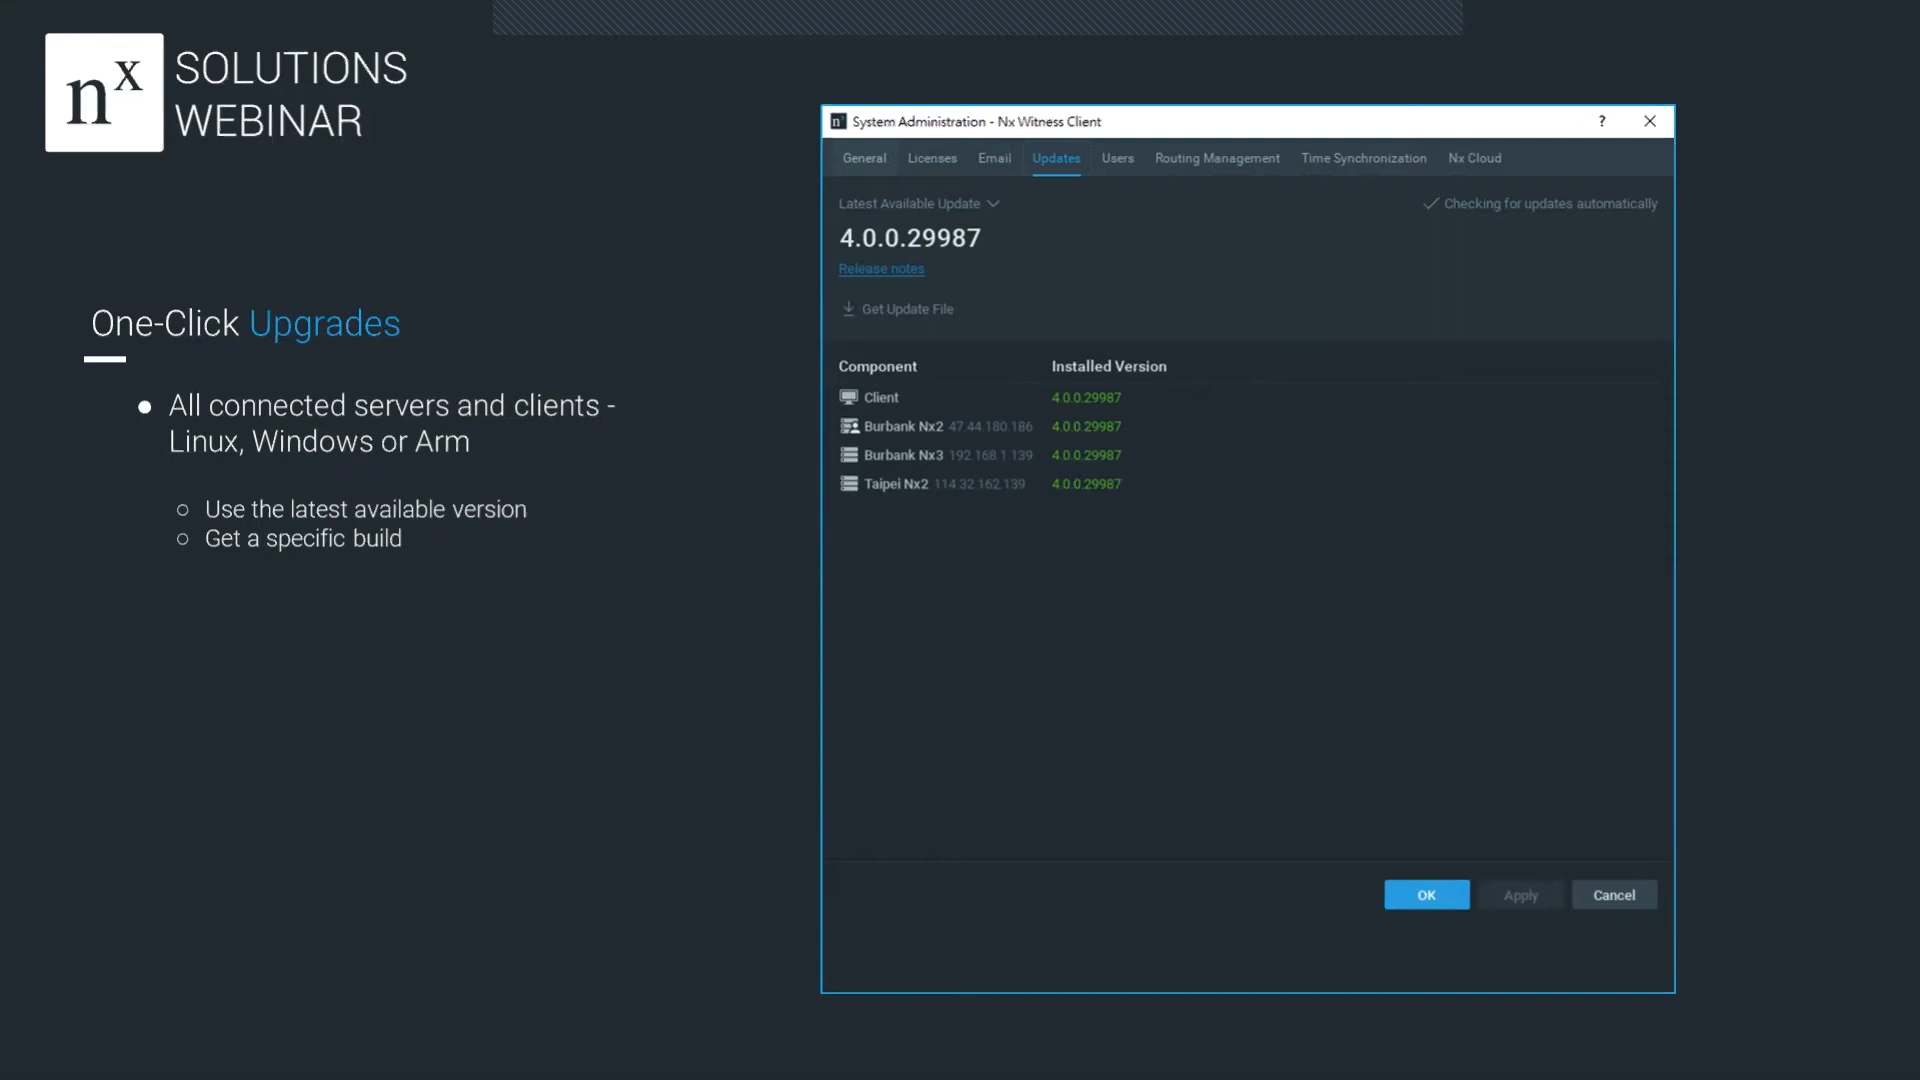 nx
SOLUTIONS
WEBINAR
One-Click Upgrades
● All connected servers and clients -
Linux, Windows or Arm
○ Use the latest available version
○ Get a specific build
System Administration - Nx Witness Client
General Licenses Email Updates Users Routing Management Time Synchronization Nx Cloud
Latest Available Update
Checking for updates automatically
4.0.0.29987
Release notes
Get Update File
Component Installed Version
Client 4.0.0.29987
Burbank Nx2 47.44.180.186 4.0.0.29987
Burbank Nx3 192.168.1.139 4.0.0.29987
Taipei Nx2 114.32.162.139 4.0.0.29987
OK Apply Cancel